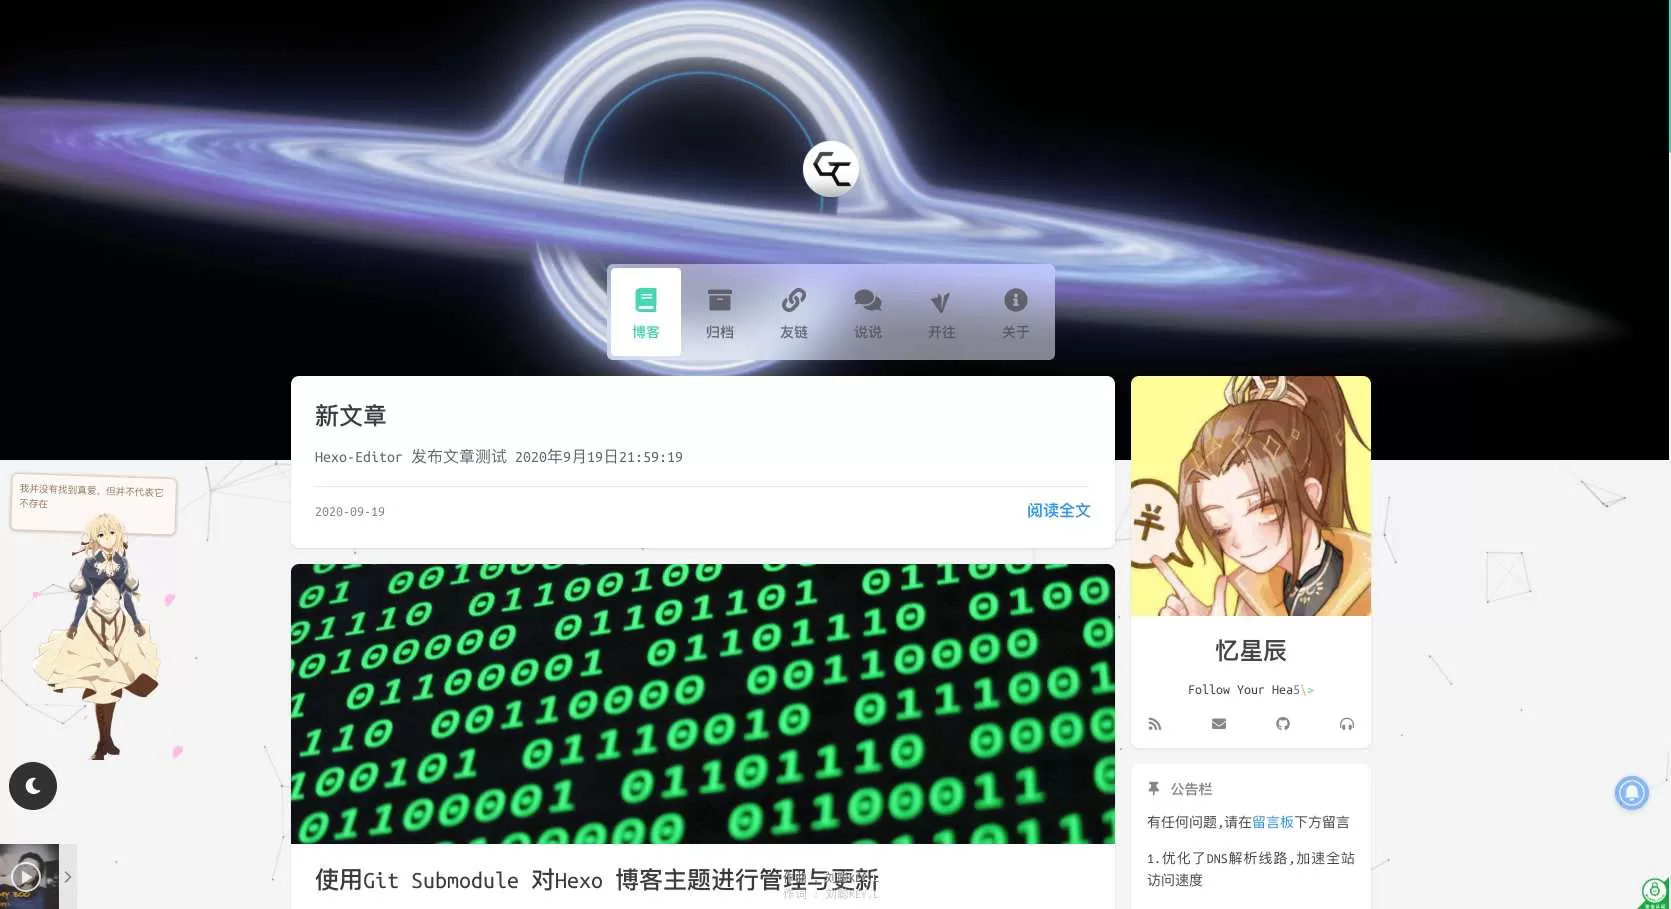 博客
归档
友链
说说
开往
关于
新文章
Hexo-Editor 发布文章测试 2020年9月19日21:59:19
2020-09-19
阅读全文
我并没有找到真爱，但并不代表它
不存在
羊
忆星辰
Follow Your Hea5\>
公告栏
有任何问题,请在留言板下方留言
1.优化了DNS解析线路,加速全站
访问速度
使用Git Submodule 对Hexo 博客主题进行管理与更新